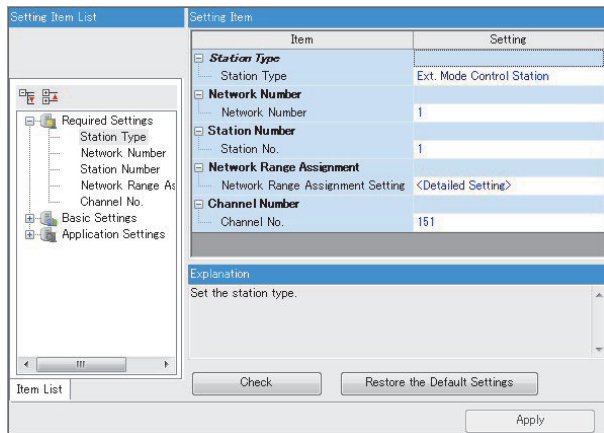 Setting Item List
Required Settings
Station Type
Network Number
Station Number
Network Range As
Channel No.
Basic Settings
Application Settings
Item List
Setting Item
Item Setting
Station Type
Station Type Ext. Mode Control Station
Network Number
Network Number 1
Station Number
Station No. 1
Network Range Assignment
Network Range Assignment Setting <Detailed Setting>
Channel Number
Channel No. 151
Explanation
Set the station type.
Check Restore the Default Settings
Apply